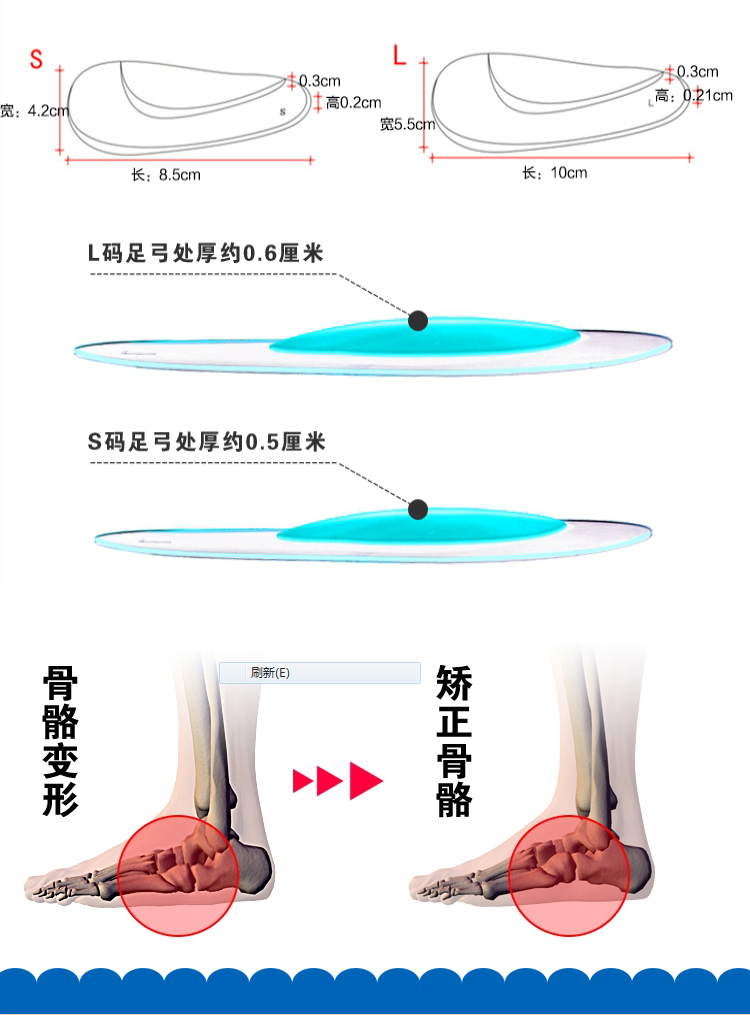 S
0.3cm
高0.2cm
宽：4.2cm
S
长：8.5cm
L
0.3cm
高：0.21cm
L
宽5.5cm
长：10cm
L码足弓处厚约0.6厘米
S码足弓处厚约0.5厘米
骨骼变形
刷新(E)
矫正骨骼